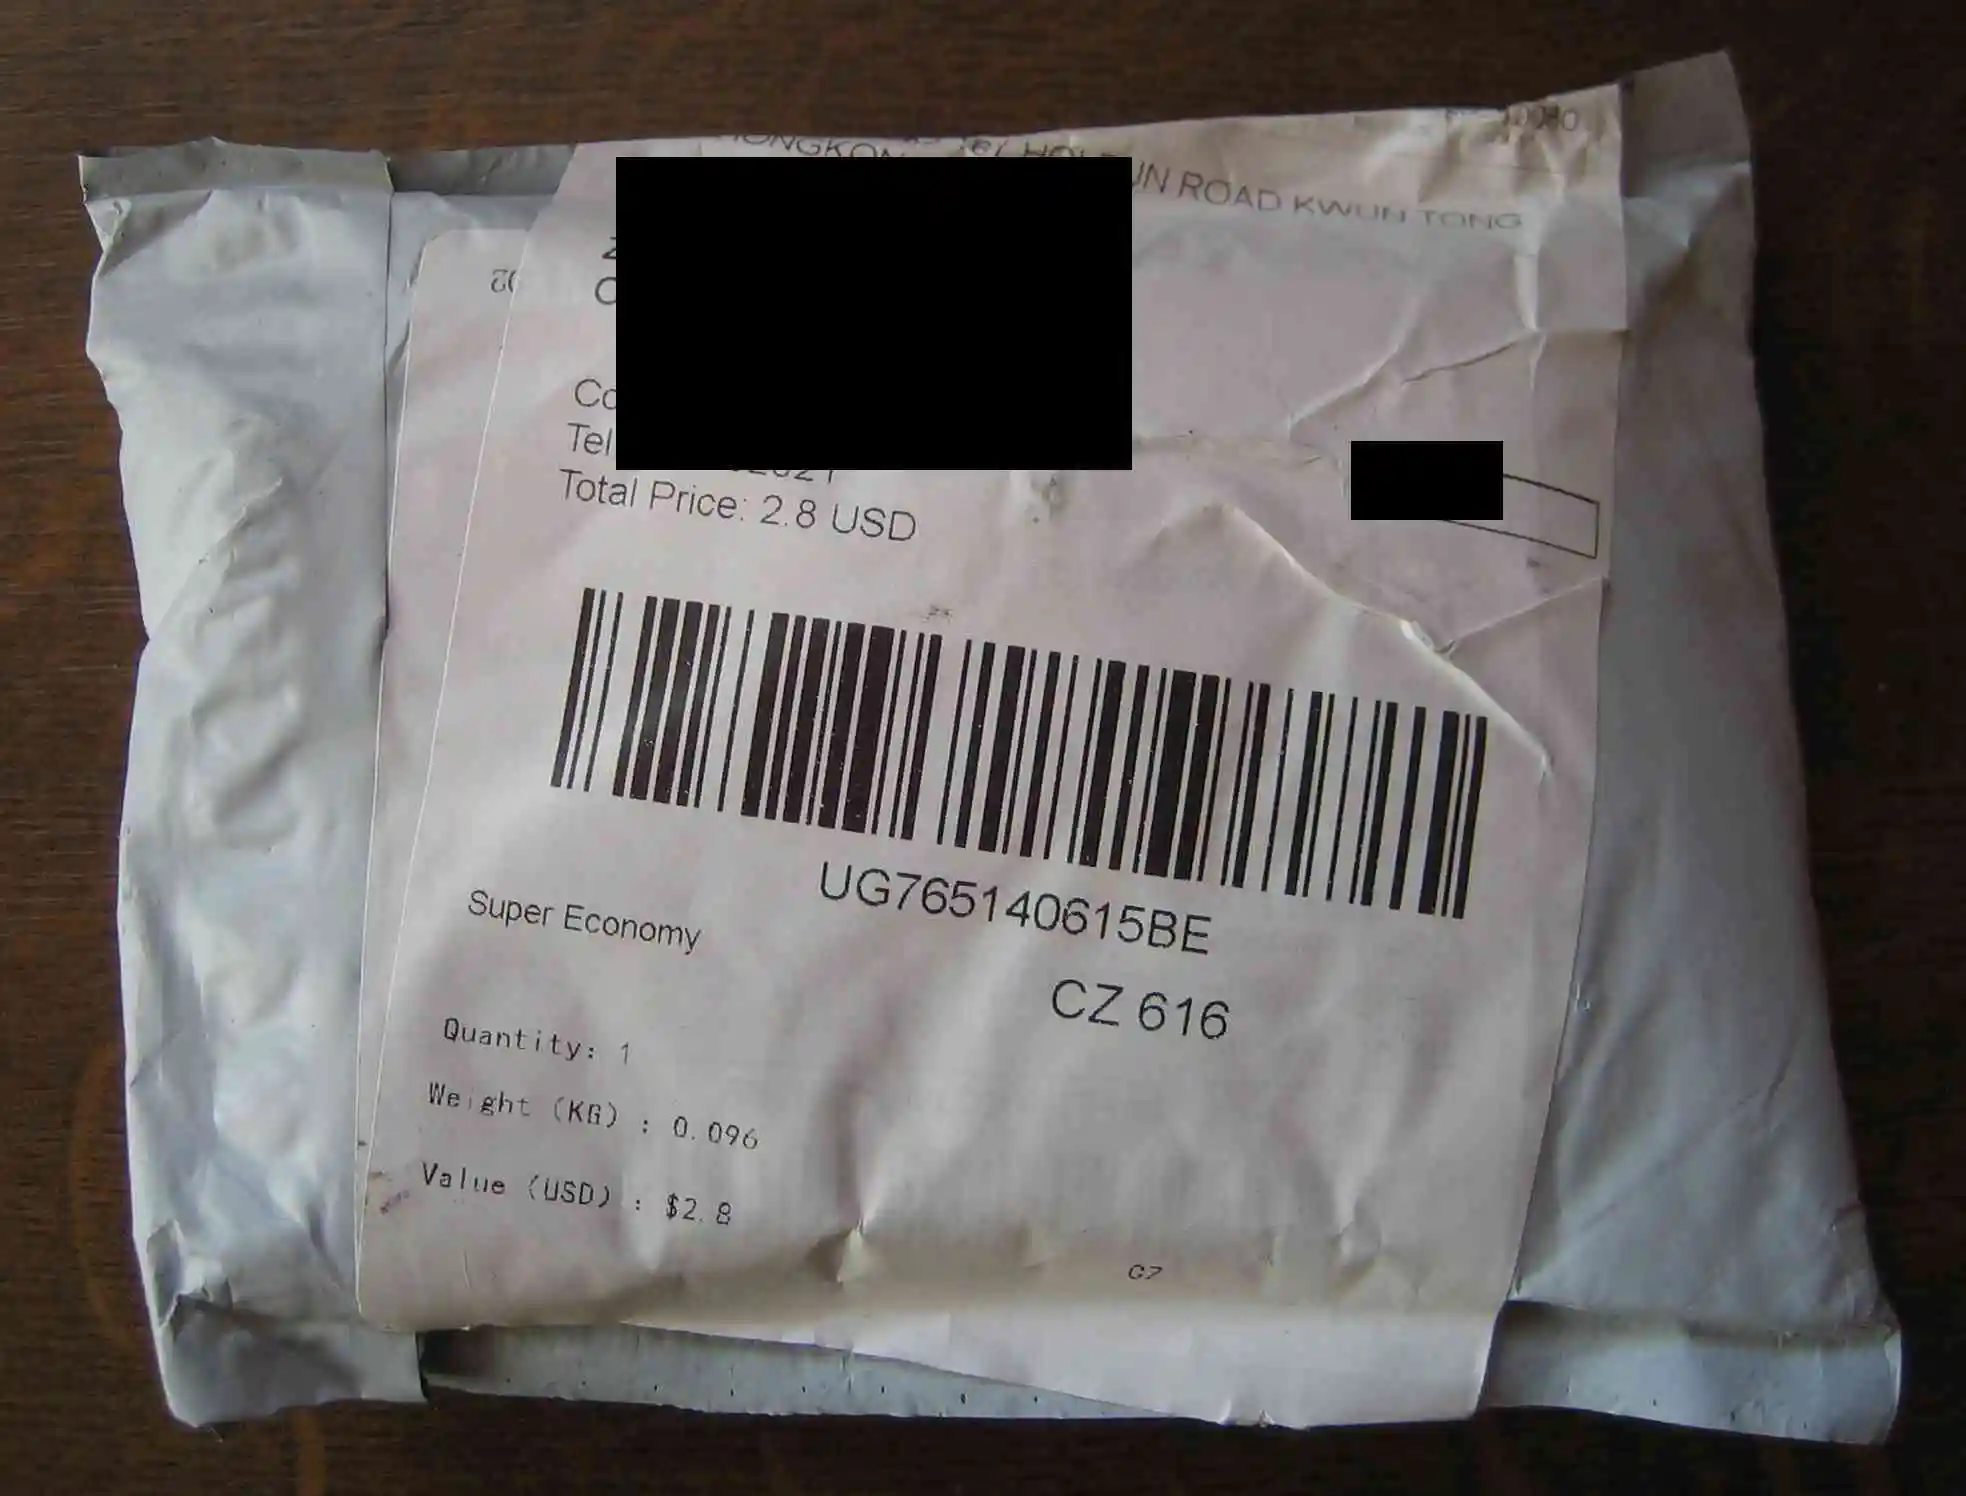 UN ROAD KWUN TONG
Tel
Total Price: 2.8 USD
UG765140615BE
Super Economy
CZ 616
Quantity: 1
Weight (KG) : 0.096
Value (USD) : $2.8